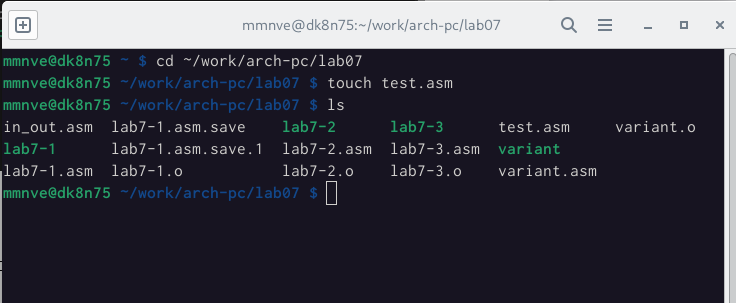 mmnve@dk8n75:~/work/arch-pc/lab07
mmnve@dk8n75 ~ $ cd ~/work/arch-pc/lab07
mmnve@dk8n75 ~/work/arch-pc/lab07 $ touch test.asm
mmnve@dk8n75 ~/work/arch-pc/lab07 $ ls
in_out.asm lab7-1.asm.save lab7-2 lab7-3 test.asm variant.o
lab7-1 lab7-1.asm.save.1 lab7-2.asm lab7-3.asm variant
lab7-1.asm lab7-1.o lab7-2.o lab7-3.o variant.asm
mmnve@dk8n75 ~/work/arch-pc/lab07 $